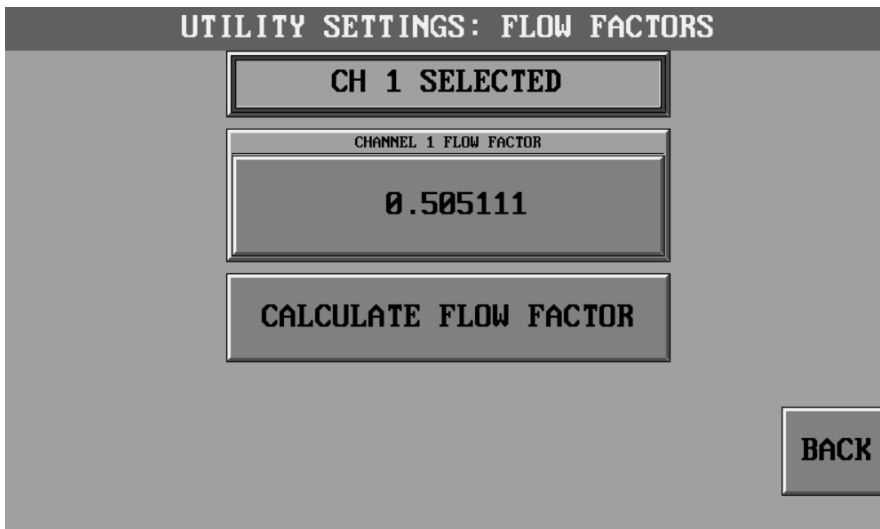 UTILITY SETTINGS: FLOW FACTORS
CH 1 SELECTED
CHANNEL 1 FLOW FACTOR
0.505111
CALCULATE FLOW FACTOR
BACK